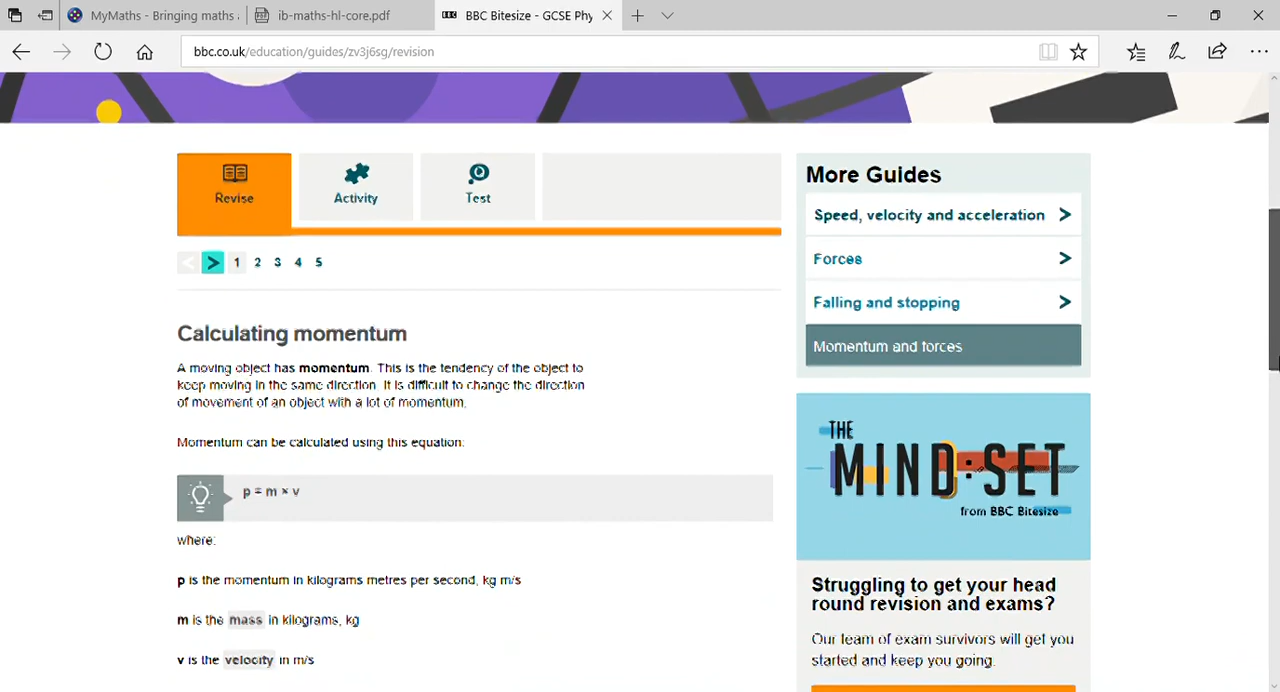 MyMaths - Bringing maths
ib-maths-hl-core.pdf
BBC Bitesize - GCSE Phy
bbc.co.uk/education/guides/zv3j6sg/revision
Revise
Activity
Test
< > 1 2 3 4 5
Calculating momentum
A moving object has momentum. This is the tendency of the object to
keep moving in the same direction. It is difficult to change the direction
of movement of an object with a lot of momentum.
Momentum can be calculated using this equation:
p = m × v
where:
p is the momentum in kilograms metres per second, kg m/s
m is the mass in kilograms, kg
v is the velocity in m/s
More Guides
Speed, velocity and acceleration
Forces
Falling and stopping
Momentum and forces
THE
MIND:SET
from BBC Bitesize
Struggling to get your head
round revision and exams?
Our team of exam survivors will get you
started and keep you going.